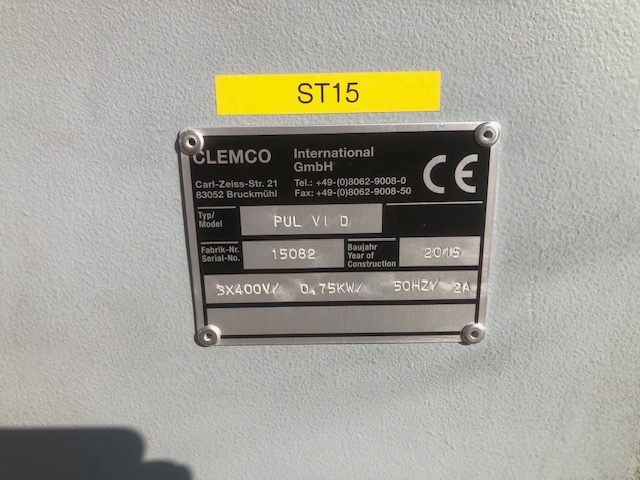 ST15
CLEMCO International
GmbH
Carl-Zeiss-Str. 21 Tel.: +49-(0)8062-9008-0
83052 Bruckmühl Fax: +49-(0)8062-9008-50
CE
Typ/
Model PUL VI D
Fabrik-Nr.
Serial-No. 15082
Baujahr
Year of
Construction 2015
3X400V/ 0,75KW/ 50HZ/ 2A